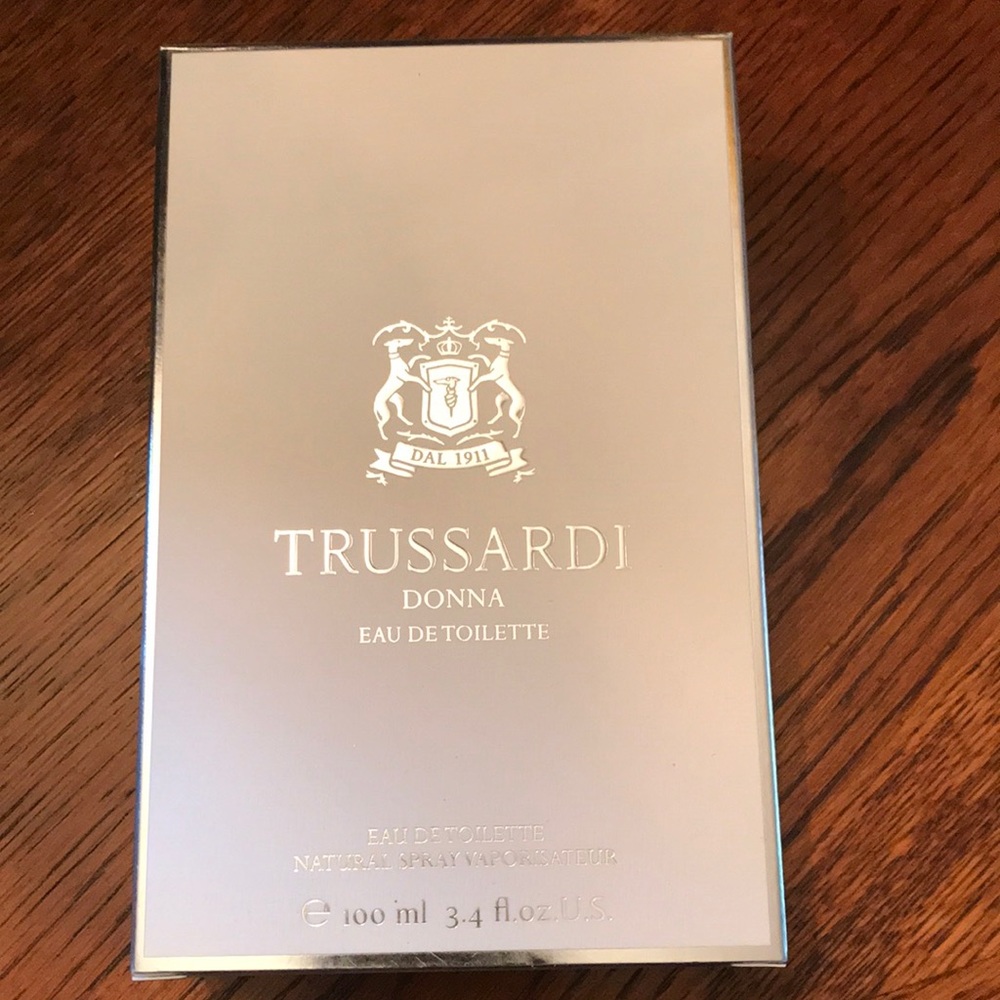 DAL 1911
TRUSSARDI
DONNA
EAU DE TOILETTE
EAU DE TOILETTE
NATURAL SPRAY VAPORISATEUR
℮ 100 ml 3.4 fl.oz.U.S.